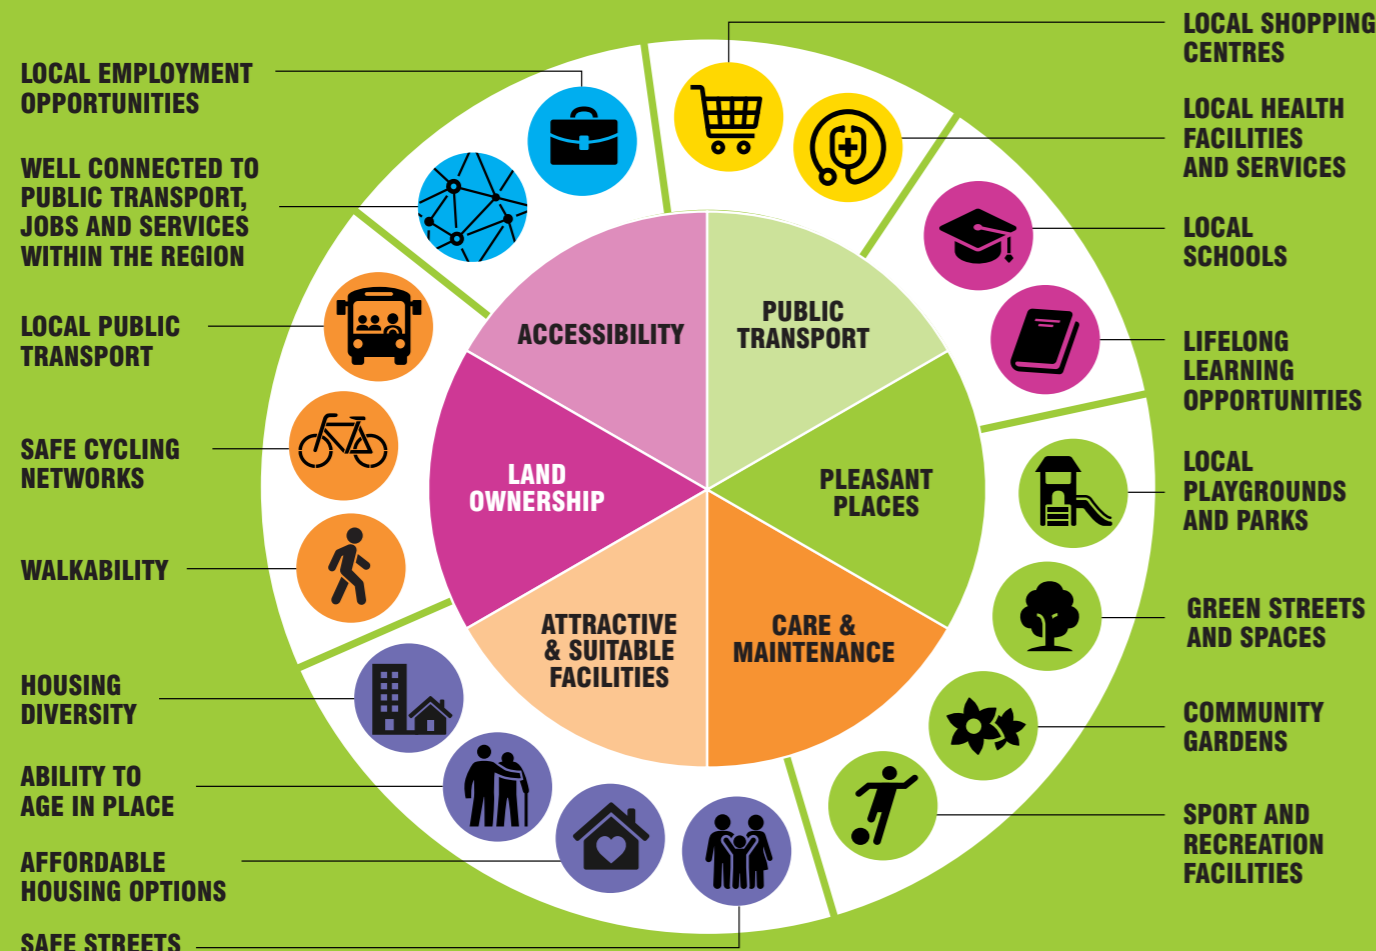 LOCAL EMPLOYMENT
OPPORTUNITIES
WELL CONNECTED TO
PUBLIC TRANSPORT,
JOBS AND SERVICES
WITHIN THE REGION
LOCAL PUBLIC
TRANSPORT
SAFE CYCLING
NETWORKS
WALKABILITY
HOUSING
DIVERSITY
ABILITY TO
AGE IN PLACE
AFFORDABLE
HOUSING OPTIONS
SAFE STREETS
ACCESSIBILITY
PUBLIC
TRANSPORT
LAND
OWNERSHIP
PLEASANT
PLACES
ATTRACTIVE
& SUITABLE
FACILITIES
CARE &
MAINTENANCE
LOCAL SHOPPING
CENTRES
LOCAL HEALTH
FACILITIES
AND SERVICES
LOCAL
SCHOOLS
LIFELONG
LEARNING
OPPORTUNITIES
LOCAL
PLAYGROUNDS
AND PARKS
GREEN STREETS
AND SPACES
COMMUNITY
GARDENS
SPORT AND
RECREATION
FACILITIES